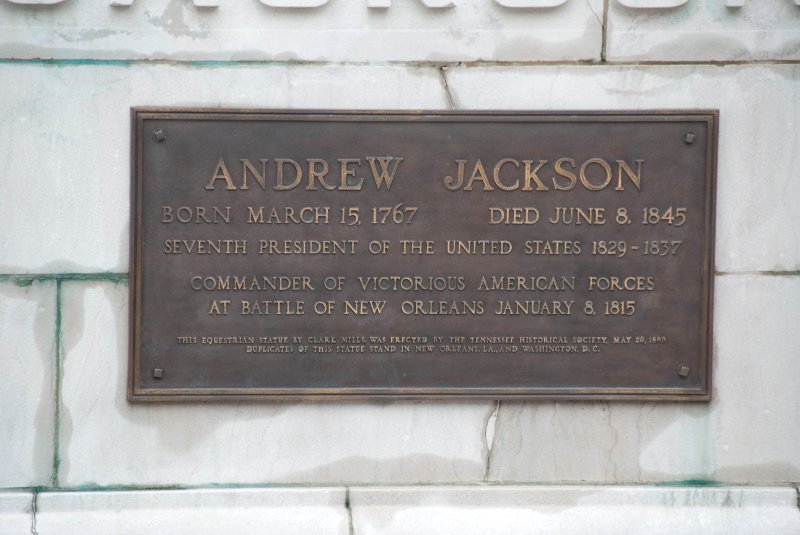 ANDREW JACKSON
BORN MARCH 15, 1767 DIED JUNE 8, 1845
SEVENTH PRESIDENT OF THE UNITED STATES 1829-1837
COMMANDER OF VICTORIOUS AMERICAN FORCES
AT BATTLE OF NEW ORLEANS JANUARY 8, 1815
THIS EQUESTRIAN STATUE BY CLARK MILLS, WAS ERECTED BY THE TENNESSEE HISTORICAL SOCIETY, MAY 20, 1880
DUPLICATES OF THIS STATUE STAND IN NEW ORLEANS, LA., AND WASHINGTON, D. C.